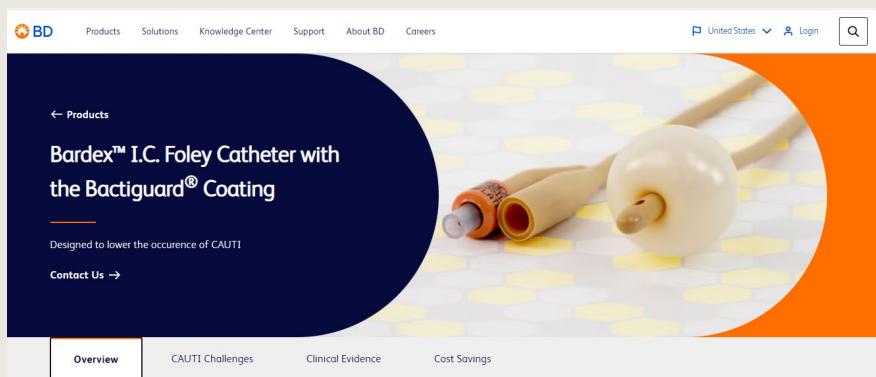 BD
Products
Solutions
Knowledge Center
Support
About BD
Careers
United States
Login
← Products
Bardex™ I.C. Foley Catheter with
the Bactiguard® Coating
Designed to lower the occurence of CAUTI
Contact Us →
Overview
CAUTI Challenges
Clinical Evidence
Cost Savings